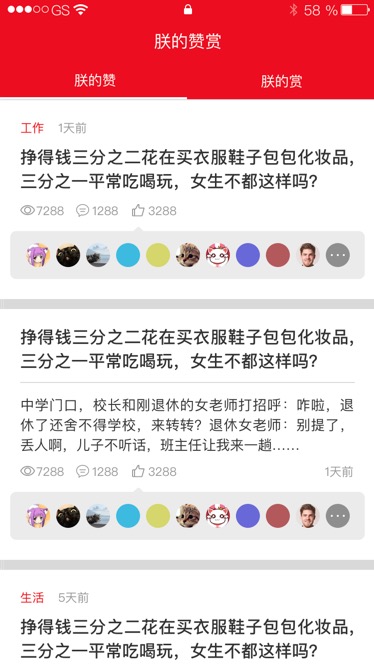 GS 58 %
朕的赞赏
朕的赞 朕的赏
工作 1天前
挣得钱三分之二花在买衣服鞋子包包化妆品,
三分之一平常吃喝玩，女生不都这样吗?
7288 1288 3288
挣得钱三分之二花在买衣服鞋子包包化妆品,
三分之一平常吃喝玩，女生不都这样吗?
中学门口，校长和刚退休的女老师打招呼：咋啦，退
休了还舍不得学校，来转转？退休女老师：别提了，
丢人啊，儿子不听话，班主任让我来一趟……
7288 1288 3288 1天前
生活 5天前
挣得钱三分之二花在买衣服鞋子包包化妆品,
三分之一平常吃喝玩，女生不都这样吗?